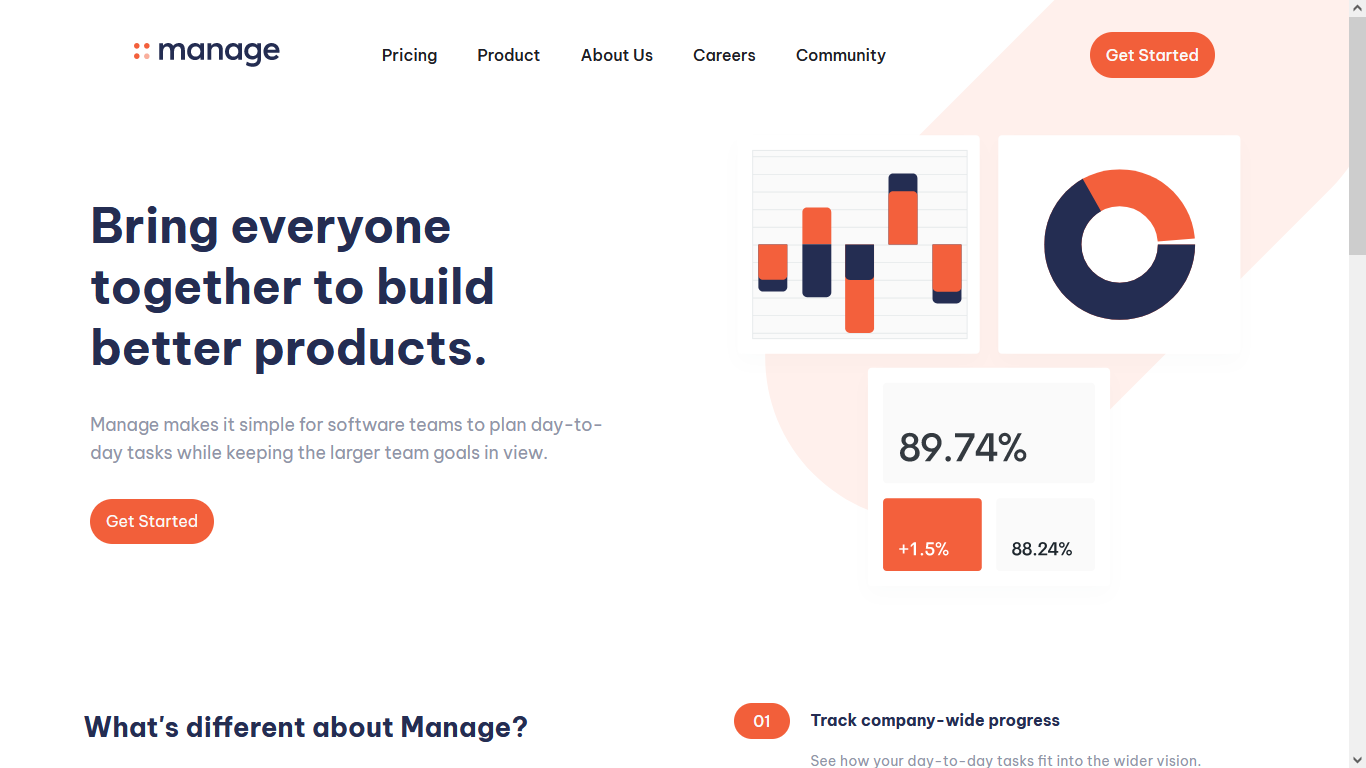 manage
Pricing
Product
About Us
Careers
Community
Get Started
Bring everyone
together to build
better products.
Manage makes it simple for software teams to plan day-to-
day tasks while keeping the larger team goals in view.
Get Started
89.74%
+1.5%
88.24%
What's different about Manage?
01
Track company-wide progress
See how your day-to-day tasks fit into the wider vision.